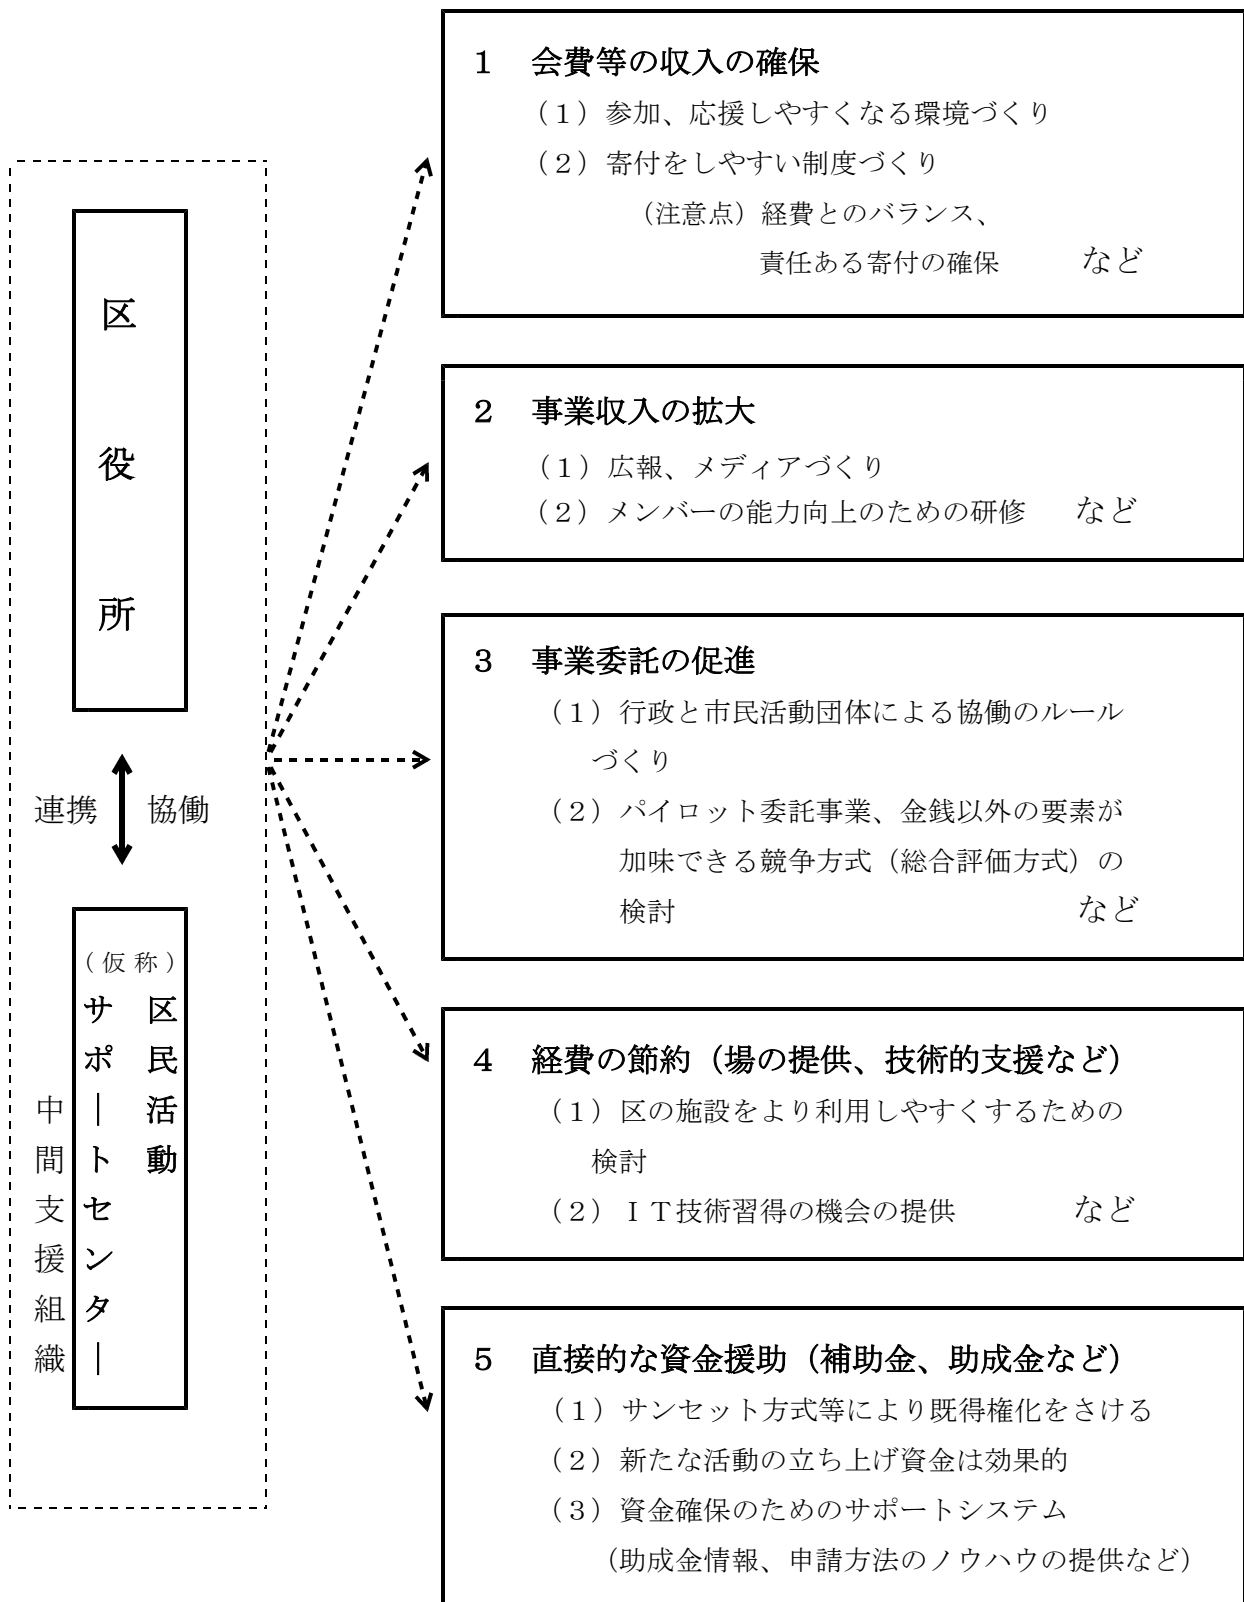 区役所
連携 協働
（仮称）
区民活動
サポートセンター
中間支援組織
１　会費等の収入の確保
（１）参加、応援しやすくなる環境づくり
（２）寄付をしやすい制度づくり
（注意点）経費とのバランス、
責任ある寄付の確保　など
２　事業収入の拡大
（１）広報、メディアづくり
（２）メンバーの能力向上のための研修　など
３　事業委託の促進
（１）行政と市民活動団体による協働のルール
づくり
（２）パイロット委託事業、金銭以外の要素が
加味できる競争方式（総合評価方式）の
検討　など
４　経費の節約（場の提供、技術的支援など）
（１）区の施設をより利用しやすくするための
検討
（２）ＩＴ技術習得の機会の提供　など
５　直接的な資金援助（補助金、助成金など）
（１）サンセット方式等により既得権化をさける
（２）新たな活動の立ち上げ資金は効果的
（３）資金確保のためのサポートシステム
（助成金情報、申請方法のノウハウの提供など）